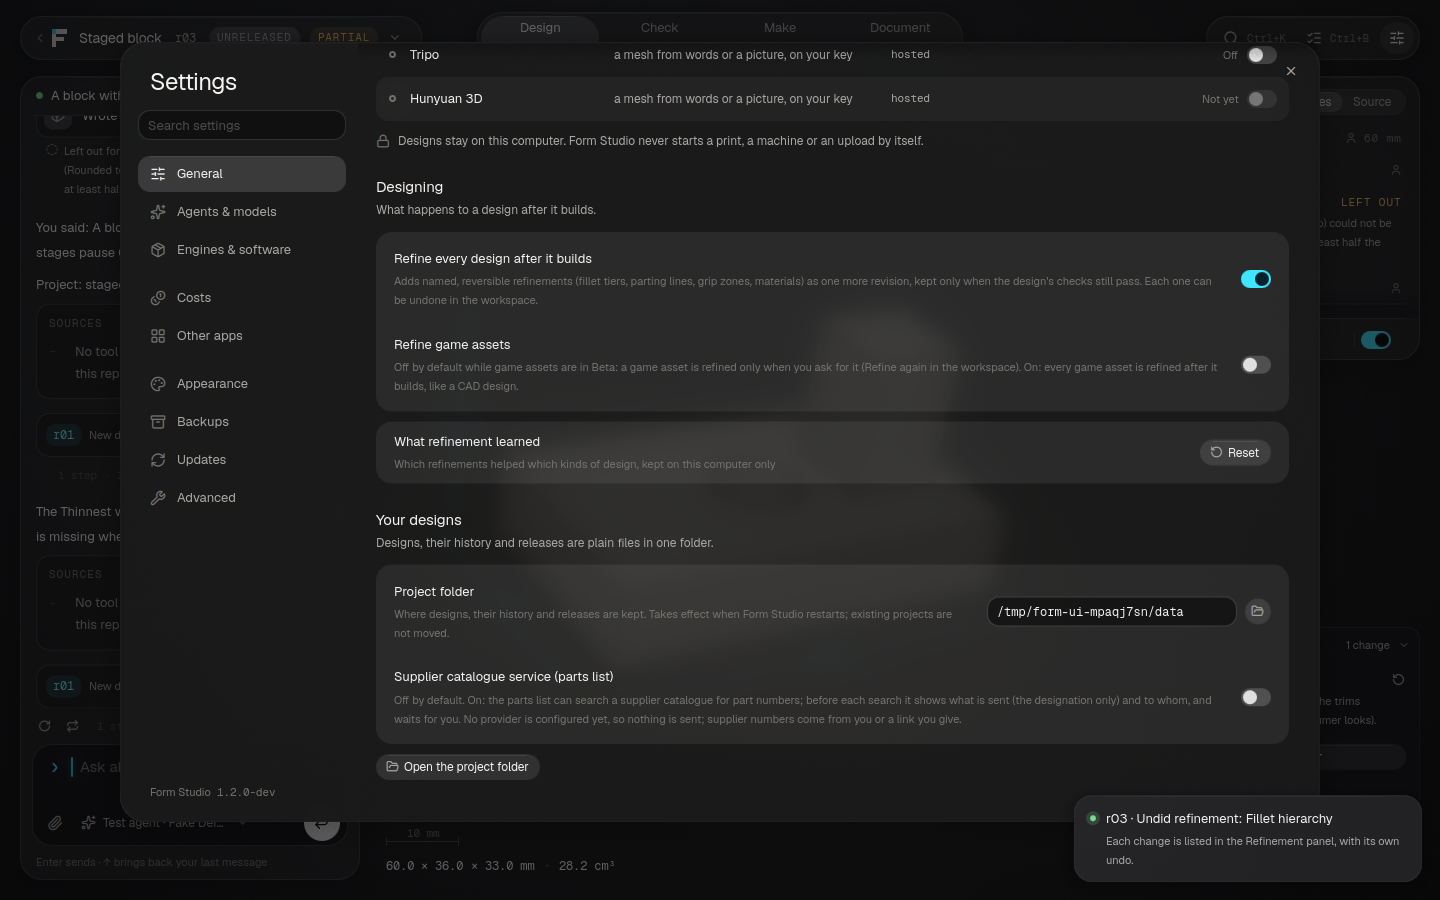 Staged block r03 UNRELEASED PARTIAL
Design Check Make Document
Ctrl+K Ctrl+B
Settings
Search settings
General
Agents & models
Engines & software
Costs
Other apps
Appearance
Backups
Updates
Advanced
Form Studio 1.2.0-dev
Tripo a mesh from words or a picture, on your key hosted Off
Hunyuan 3D a mesh from words or a picture, on your key hosted Not yet
Designs stay on this computer. Form Studio never starts a print, a machine or an upload by itself.
Designing
What happens to a design after it builds.
Refine every design after it builds
Adds named, reversible refinements (fillet tiers, parting lines, grip zones, materials) as one more revision, kept only when the design's checks still pass. Each one can
be undone in the workspace.
Refine game assets
Off by default while game assets are in Beta: a game asset is refined only when you ask for it (Refine again in the workspace). On: every game asset is refined after it
builds, like a CAD design.
What refinement learned
Which refinements helped which kinds of design, kept on this computer only
Reset
Your designs
Designs, their history and releases are plain files in one folder.
Project folder
Where designs, their history and releases are kept. Takes effect when Form Studio restarts; existing projects are
not moved.
/tmp/form-ui-mpaqj7sn/data
Supplier catalogue service (parts list)
Off by default. On: the parts list can search a supplier catalogue for part numbers; before each search it shows what is sent (the designation only) and to whom, and
waits for you. No provider is configured yet, so nothing is sent; supplier numbers come from you or a link you give.
Open the project folder
A block with
Left out for
(Rounded
at least hal
You said: A blo
stages pause
Project: stage
SOURCES
No tool
this rep
r01 New d
1 step
The Thinnest w
is missing whe
SOURCES
No tool
this rep
r01 New d
Ask a
Test agent · Fake De
Enter sends · ↑ brings back your last message
10 mm
60.0 × 36.0 × 33.0 mm · 28.2 cm³
Source
60 mm
LEFT OUT
could not be
east half the
1 change
he trims
umer looks).
r03 · Undid refinement: Fillet hierarchy
Each change is listed in the Refinement panel, with its own
undo.